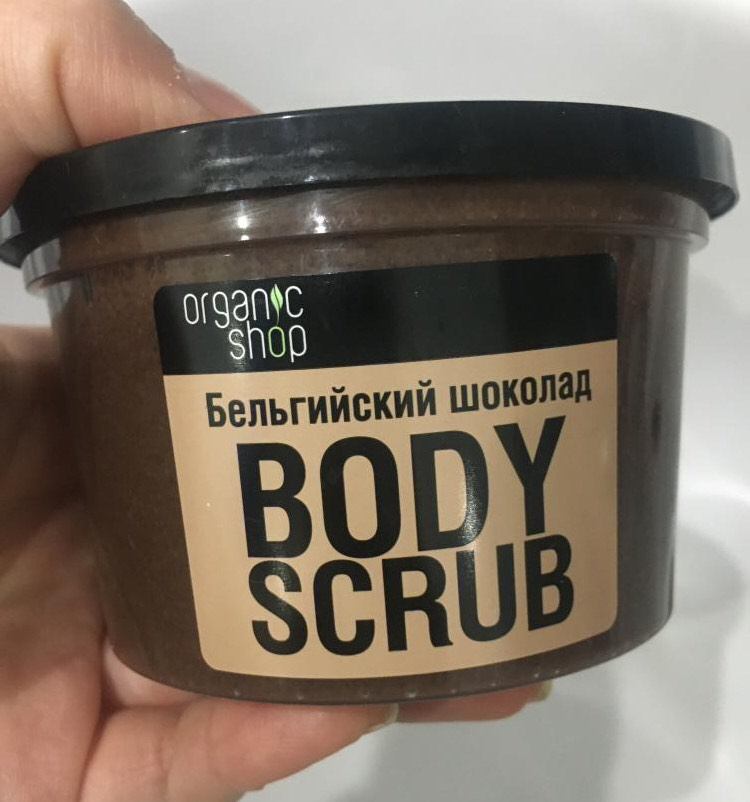 organic
shop
Бельгийский шоколад
BODY
SCRUB